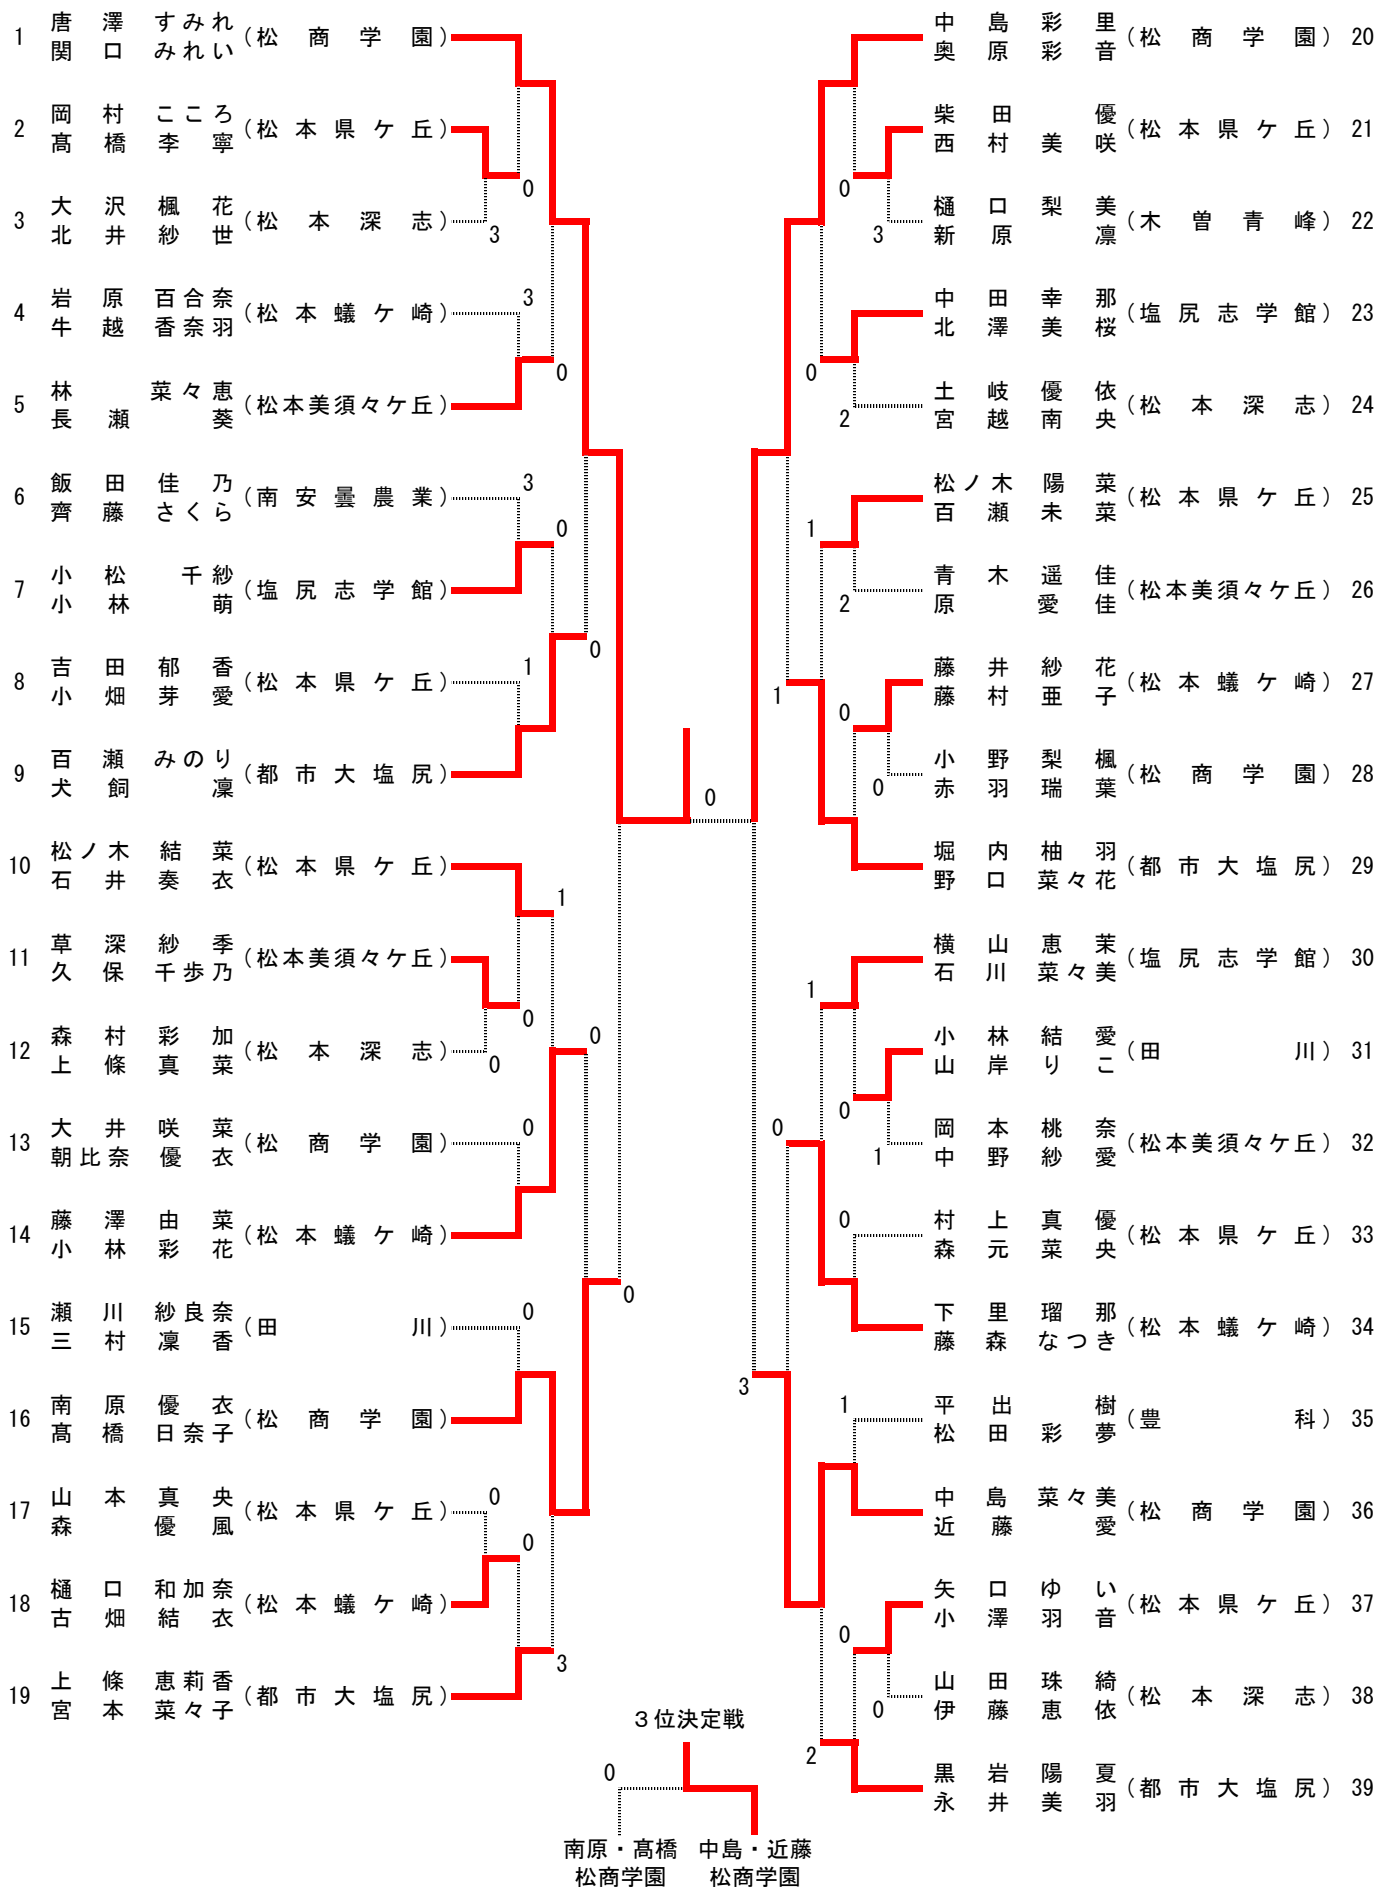 1 唐澤すみれ 関口みれい (松商学園)
2 岡村こころ 髙橋李寧 (松本県ケ丘)
0
3 大沢楓花 北井紗世 (松本深志)
3
4 岩原百合奈 牛越香奈羽 (松本蟻ケ崎)
3
0
5 林菜々恵 長瀬葵 (松本美須々ケ丘)
6 飯田佳乃 齊藤さくら (南安曇農業)
3
0
7 小松千紗 小林萌 (塩尻志学館)
0
8 吉田郁香 小畑芽愛 (松本県ケ丘)
1
9 百瀬みのり 犬飼凜 (都市大塩尻)
0
10 松ノ木結菜 石井奏衣 (松本県ケ丘)
1
11 草深紗季 久保千歩乃 (松本美須々ケ丘)
0
12 森村彩加 上條真菜 (松本深志)
0
0
13 大井咲菜 朝比奈優衣 (松商学園)
0
14 藤澤由菜 小林彩花 (松本蟻ケ崎)
0
15 瀬川紗良奈 三村凜香 (田川)
0
16 南原優衣 髙橋日奈子 (松商学園)
17 山本真央 森優風 (松本県ケ丘)
0
0
18 樋口和加奈 古畑結衣 (松本蟻ケ崎)
3
19 上條恵莉香 宮本菜々子 (都市大塩尻)
中島彩里 奥原彩音 (松商学園) 20
柴田優 西村美咲 (松本県ケ丘) 21
0
樋口梨美 新原凛 (木曽青峰) 22
3
中田幸那 北澤美桜 (塩尻志学館) 23
0
土岐優依 宮越南央 (松本深志) 24
2
松ノ木陽菜 百瀬未菜 (松本県ケ丘) 25
1
青木遥佳 原愛佳 (松本美須々ケ丘) 26
2
藤井紗花 藤村亜子 (松本蟻ケ崎) 27
1
0
小野梨楓 赤羽瑞葉 (松商学園) 28
0
堀内柚羽 野口菜々花 (都市大塩尻) 29
横山恵茉 石川菜々美 (塩尻志学館) 30
1
小林結愛 山岸りこ (田川) 31
0
岡本桃奈 中野紗愛 (松本美須々ケ丘) 32
0
1
村上真優 森元菜央 (松本県ケ丘) 33
0
下里瑠那 藤森なつき (松本蟻ケ崎) 34
3
平出樹 松田彩夢 (豊科) 35
1
中島菜々美 近藤愛 (松商学園) 36
矢口ゆい 小澤羽音 (松本県ケ丘) 37
0
山田珠綺 伊藤恵依 (松本深志) 38
0
2
黒岩陽夏 永井美羽 (都市大塩尻) 39
3位決定戦
0
南原・髙橋 中島・近藤
松商学園 松商学園